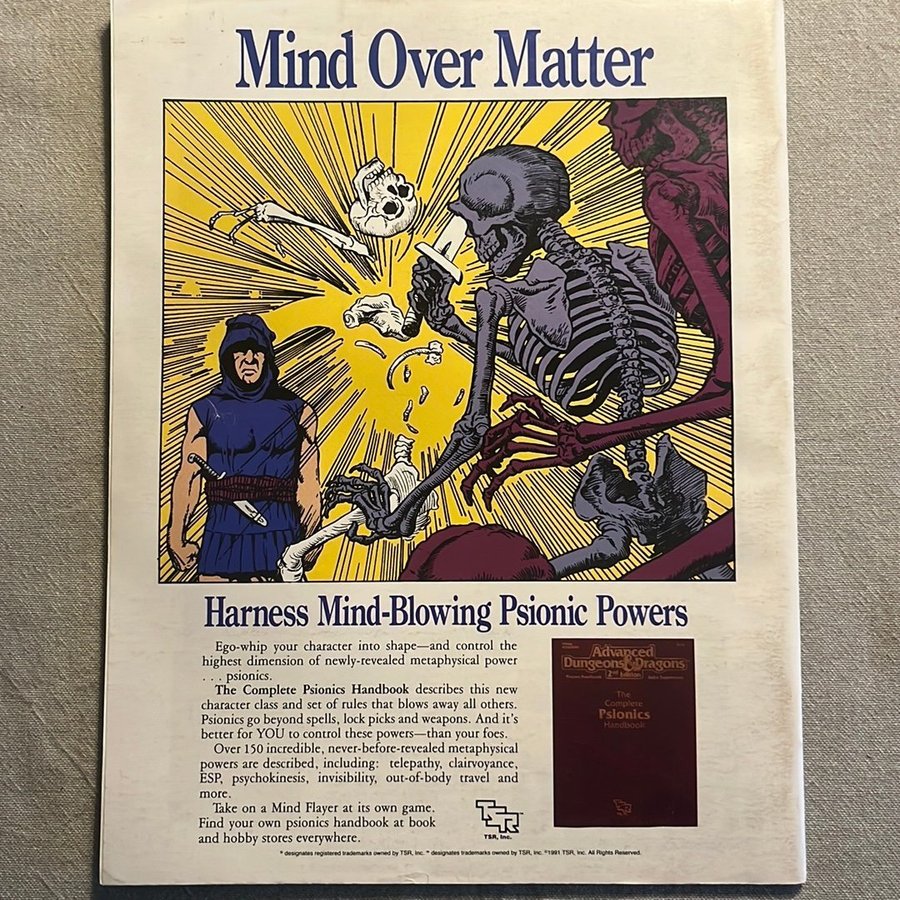 Mind Over Matter
Harness Mind-Blowing Psionic Powers
Ego-whip your character into shape—and control the
highest dimension of newly-revealed metaphysical power
. . . psionics.
The Complete Psionics Handbook describes this new
character class and set of rules that blows away all others.
Psionics go beyond spells, lock picks and weapons. And it's
better for YOU to control these powers—than your foes.
Over 150 incredible, never-before-revealed metaphysical
powers are described, including: telepathy, clairvoyance,
ESP, psychokinesis, invisibility, out-of-body travel and
more.
Take on a Mind Flayer at its own game.
Find your own psionics handbook at book
and hobby stores everywhere.
TSR
TSR, Inc.
Advanced
Dungeons & Dragons
2nd Edition
The
Complete
Psionics
Handbook
TSR
® designates registered trademarks owned by TSR, Inc. ™ designates trademarks owned by TSR, Inc. ©1991 TSR, Inc. All Rights Reserved.